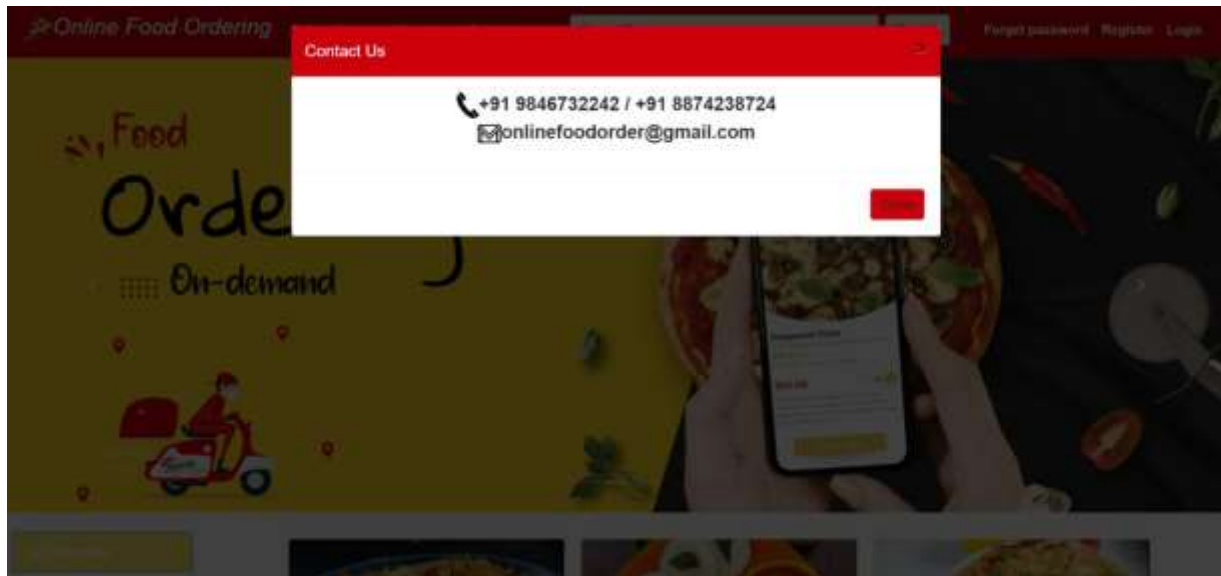 Online Food Ordering
Forgot password Register Login
Contact Us
+91 9846732242 / +91 8874238724
onlinefoodorder@gmail.com
Food
Orde
On-demand